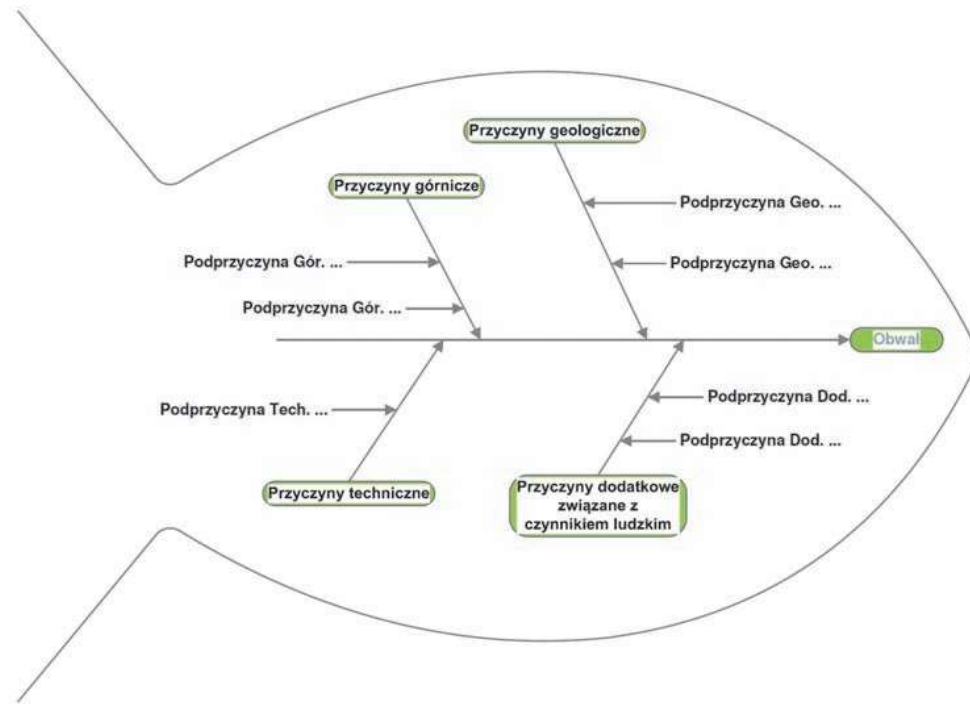 Przyczyny geologiczne
Przyczyny górnicze
Podprzyczyna Geo. ...
Podprzyczyna Gór. ...
Podprzyczyna Geo. ...
Podprzyczyna Gór. ...
Obwał
Podprzyczyna Dod. ...
Podprzyczyna Tech. ...
Podprzyczyna Dod. ...
Przyczyny techniczne
Przyczyny dodatkowe
związane z
czynnikiem ludzkim